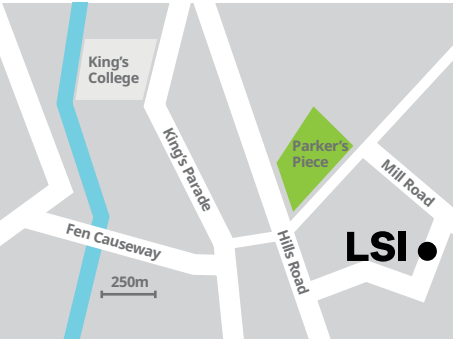 King's
College
King's Parade
Parker's
Piece
Mill Road
Fen Causeway
Hills Road
LSI
250m